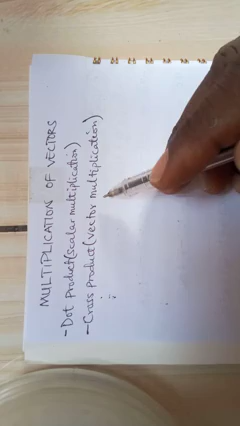 MULTIPLICATION OF VECTORS
- Dot Product (scalar multiplication)
- Cross product (vector multiplication)